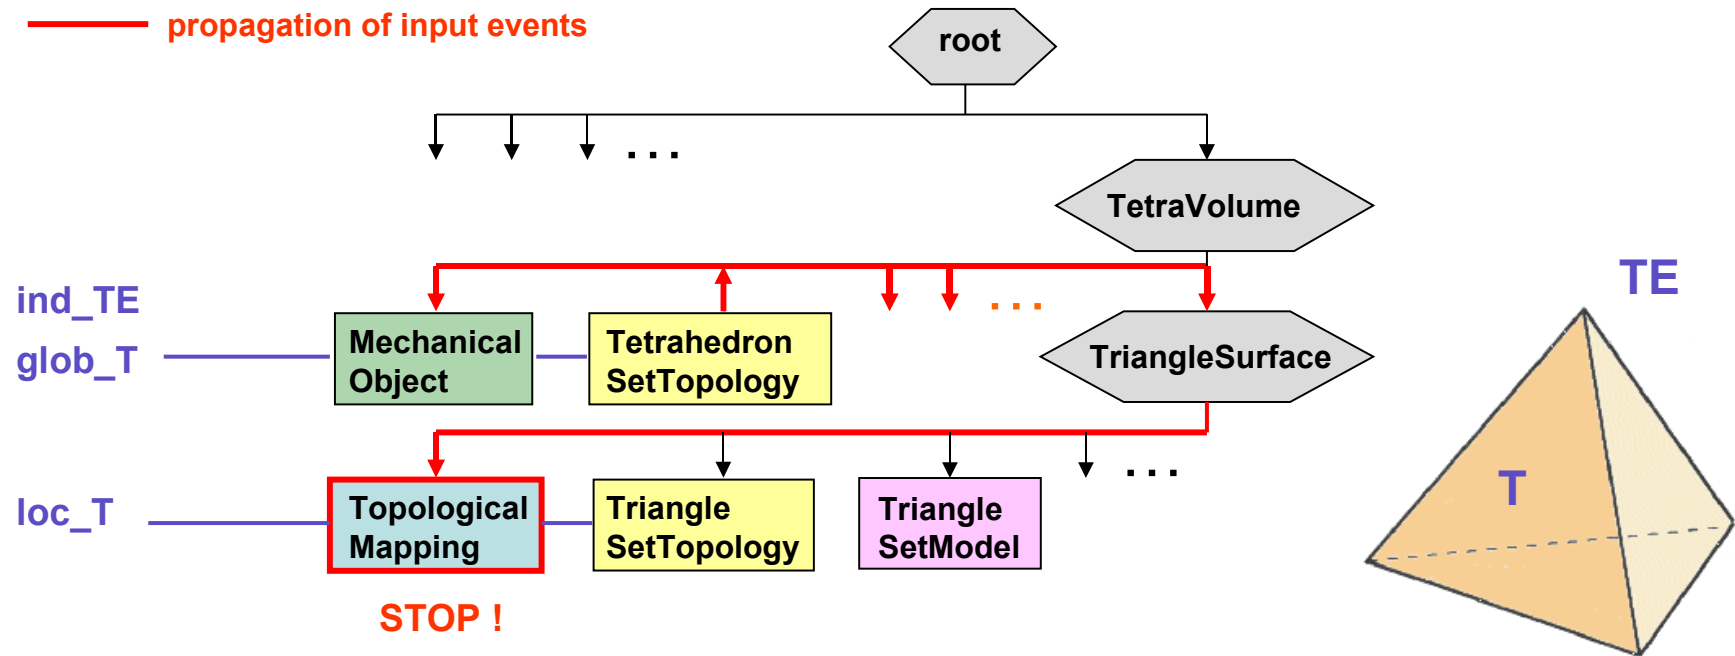 propagation of input events
root
. . .
TetraVolume
TE
ind_TE
. . .
glob_T
Mechanical
Object
Tetrahedron
SetTopology
TriangleSurface
. . .
T
loc_T
Topological
Mapping
Triangle
SetTopology
Triangle
SetModel
STOP !